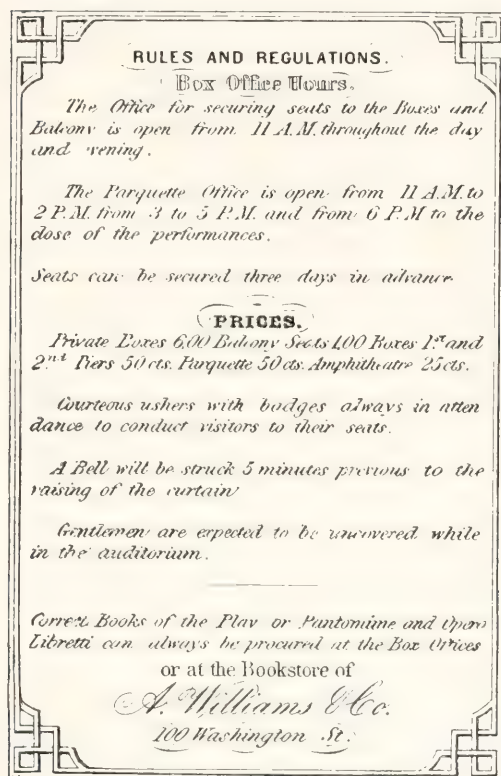 RULES AND REGULATIONS.
Box Office Hours.
The Office for securing seats to the Boxes and
Balcony is open from 11 A.M. throughout the day
and evening.
The Parquette Office is open from 11 A.M. to
2 P.M. from 3 to 5 P.M. and from 6 P.M to the
close of the performances.
Seats can be secured three days in advance
PRICES.
Private Boxes 6,00 Balcony Seats 1,00 Boxes 1st and
2nd Tiers 50 cts. Parquette 50 cts. Amphitheatre 25 cts.
Courteous ushers with badges always in atten
dance to conduct visitors to their seats.
A Bell will be struck 5 minutes previous to the
raising of the curtain
Gentlemen are expected to be uncovered while
in the auditorium.
Correct Books of the Play or Pantomime and Opera
Libretti can always be procured at the Box Offices
or at the Bookstore of
A. Williams & Co.
100 Washington St.